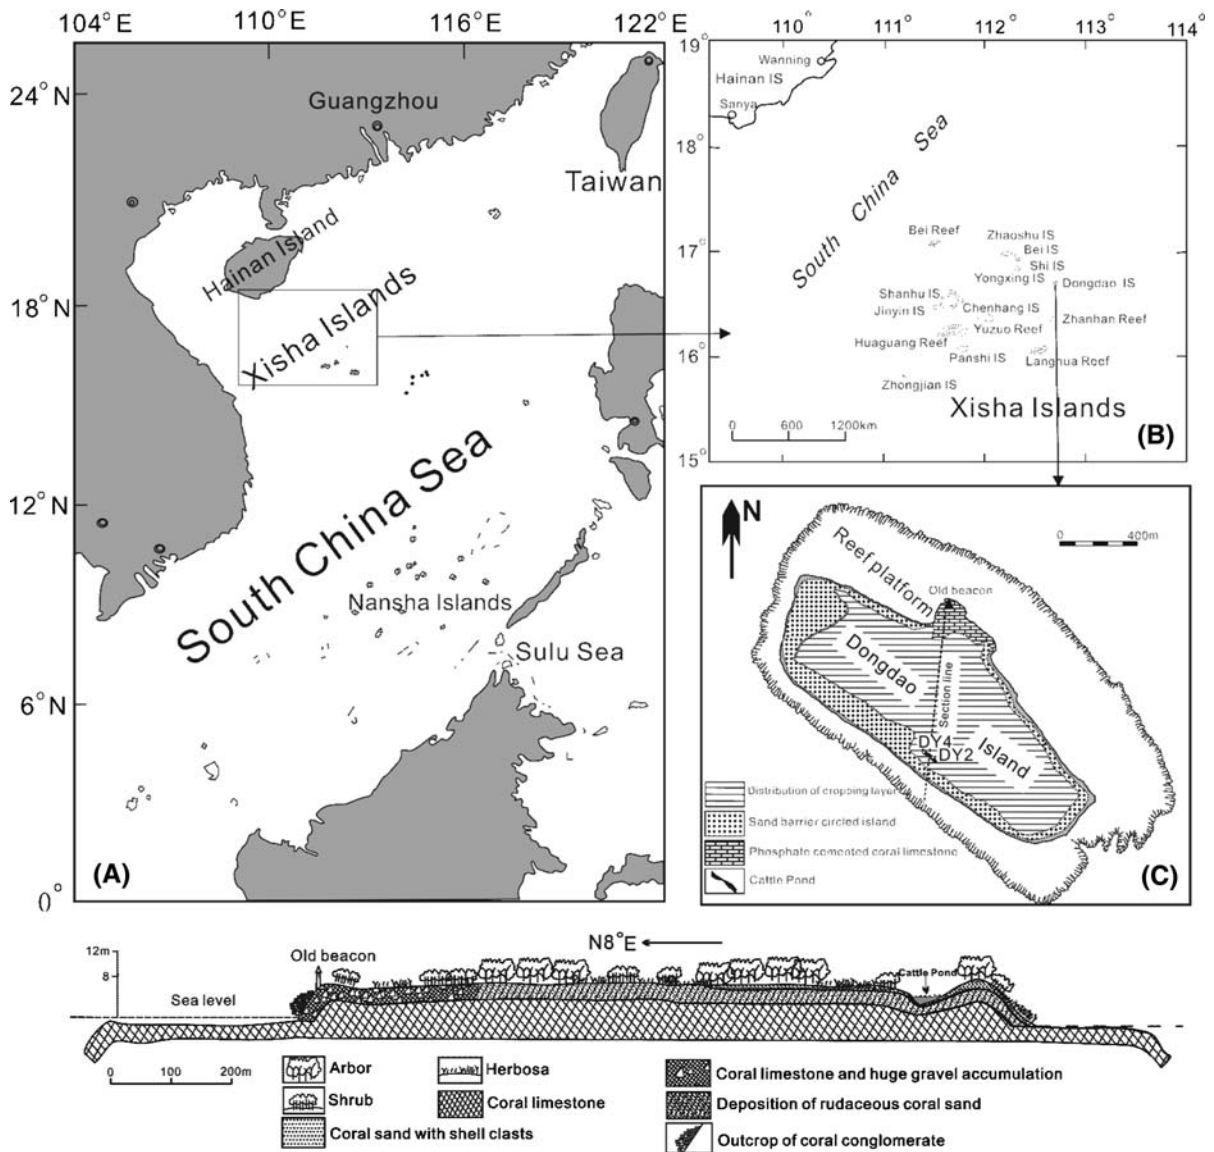 104°E
110°E
116°E
122°E
24°N
18°N
12°N
6°N
0°
Guangzhou
Taiwan
Hainan Island
Xisha Islands
South China Sea
Nansha Islands
Sulu Sea
(A)
110°
111°
112°
113°
114°
19°
18°
17°
16°
15°
Wanning
Hainan IS
Sanya
South China Sea
Bei Reef
Zhaoshu IS
Bei IS
Shi IS
Yongxing IS
Dongdao IS
Shanhu IS
Jinyin IS
Chenhang IS
Zhanhan Reef
Yuzuo Reef
Huaguang Reef
Panshi IS
Langhua Reef
Zhongjian IS
Xisha Islands
0 600 1200km
(B)
N
0 400m
Reef platform
Old beacon
Dongdao
Island
Section line
DY4
DY2
Distribution of cropping layer
Sand barrier circled island
Phosphate cemented coral limestone
Cattle Pond
(C)
N8°E
12m
8
Old beacon
Cattle Pond
Sea level
0 100 200m
Arbor
Shrub
Coral sand with shell clasts
Herbosa
Coral limestone
Coral limestone and huge gravel accumulation
Deposition of rudaceous coral sand
Outcrop of coral conglomerate